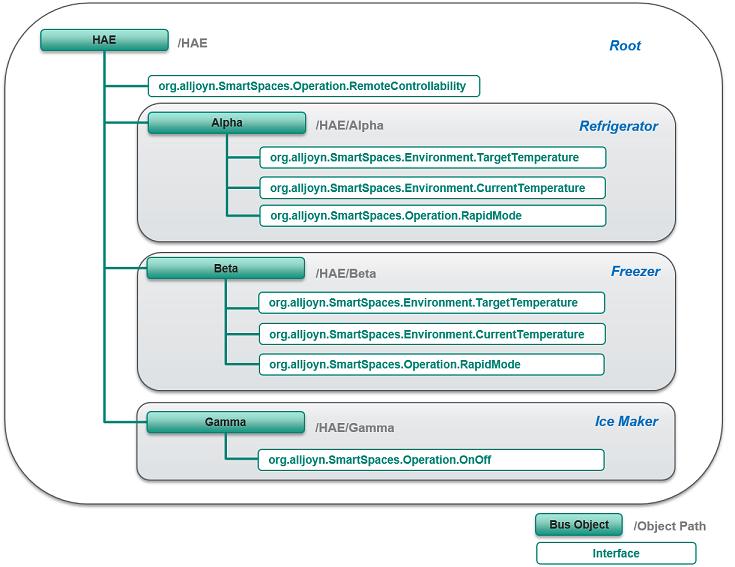 HAE
/HAE
Root
org.alljoyn.SmartSpaces.Operation.RemoteControllability
Alpha
/HAE/Alpha
Refrigerator
org.alljoyn.SmartSpaces.Environment.TargetTemperature
org.alljoyn.SmartSpaces.Environment.CurrentTemperature
org.alljoyn.SmartSpaces.Operation.RapidMode
Beta
/HAE/Beta
Freezer
org.alljoyn.SmartSpaces.Environment.TargetTemperature
org.alljoyn.SmartSpaces.Environment.CurrentTemperature
org.alljoyn.SmartSpaces.Operation.RapidMode
Gamma
/HAE/Gamma
Ice Maker
org.alljoyn.SmartSpaces.Operation.OnOff
Bus Object
/Object Path
Interface